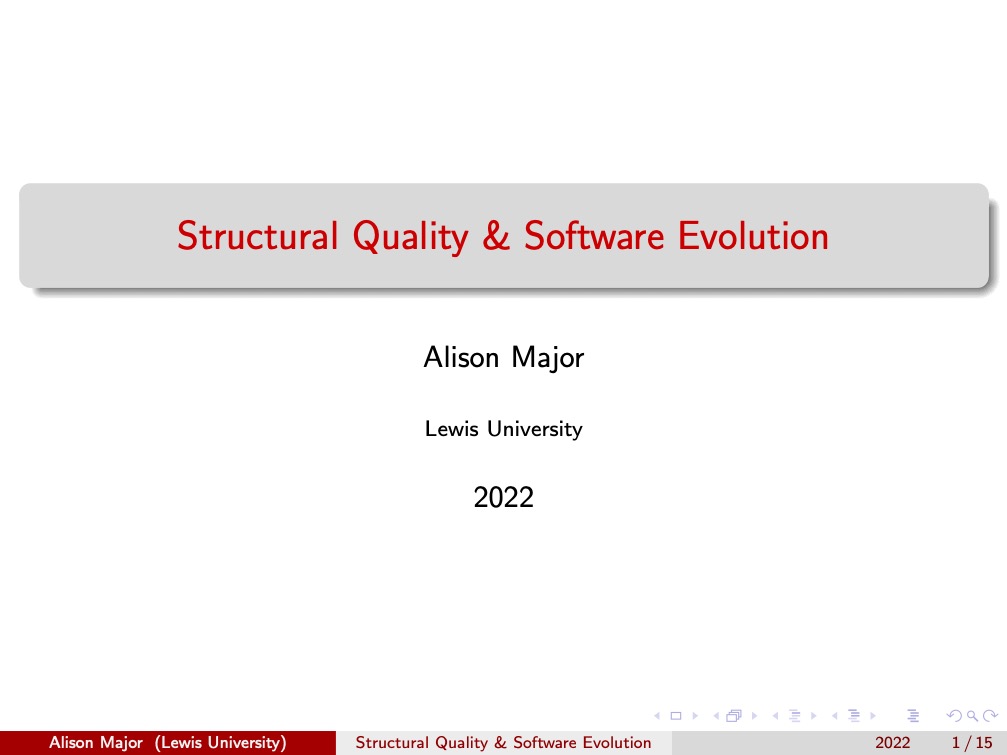 Structural Quality & Software Evolution
Alison Major
Lewis University
2022
Alison Major (Lewis University) Structural Quality & Software Evolution 2022 1 / 15